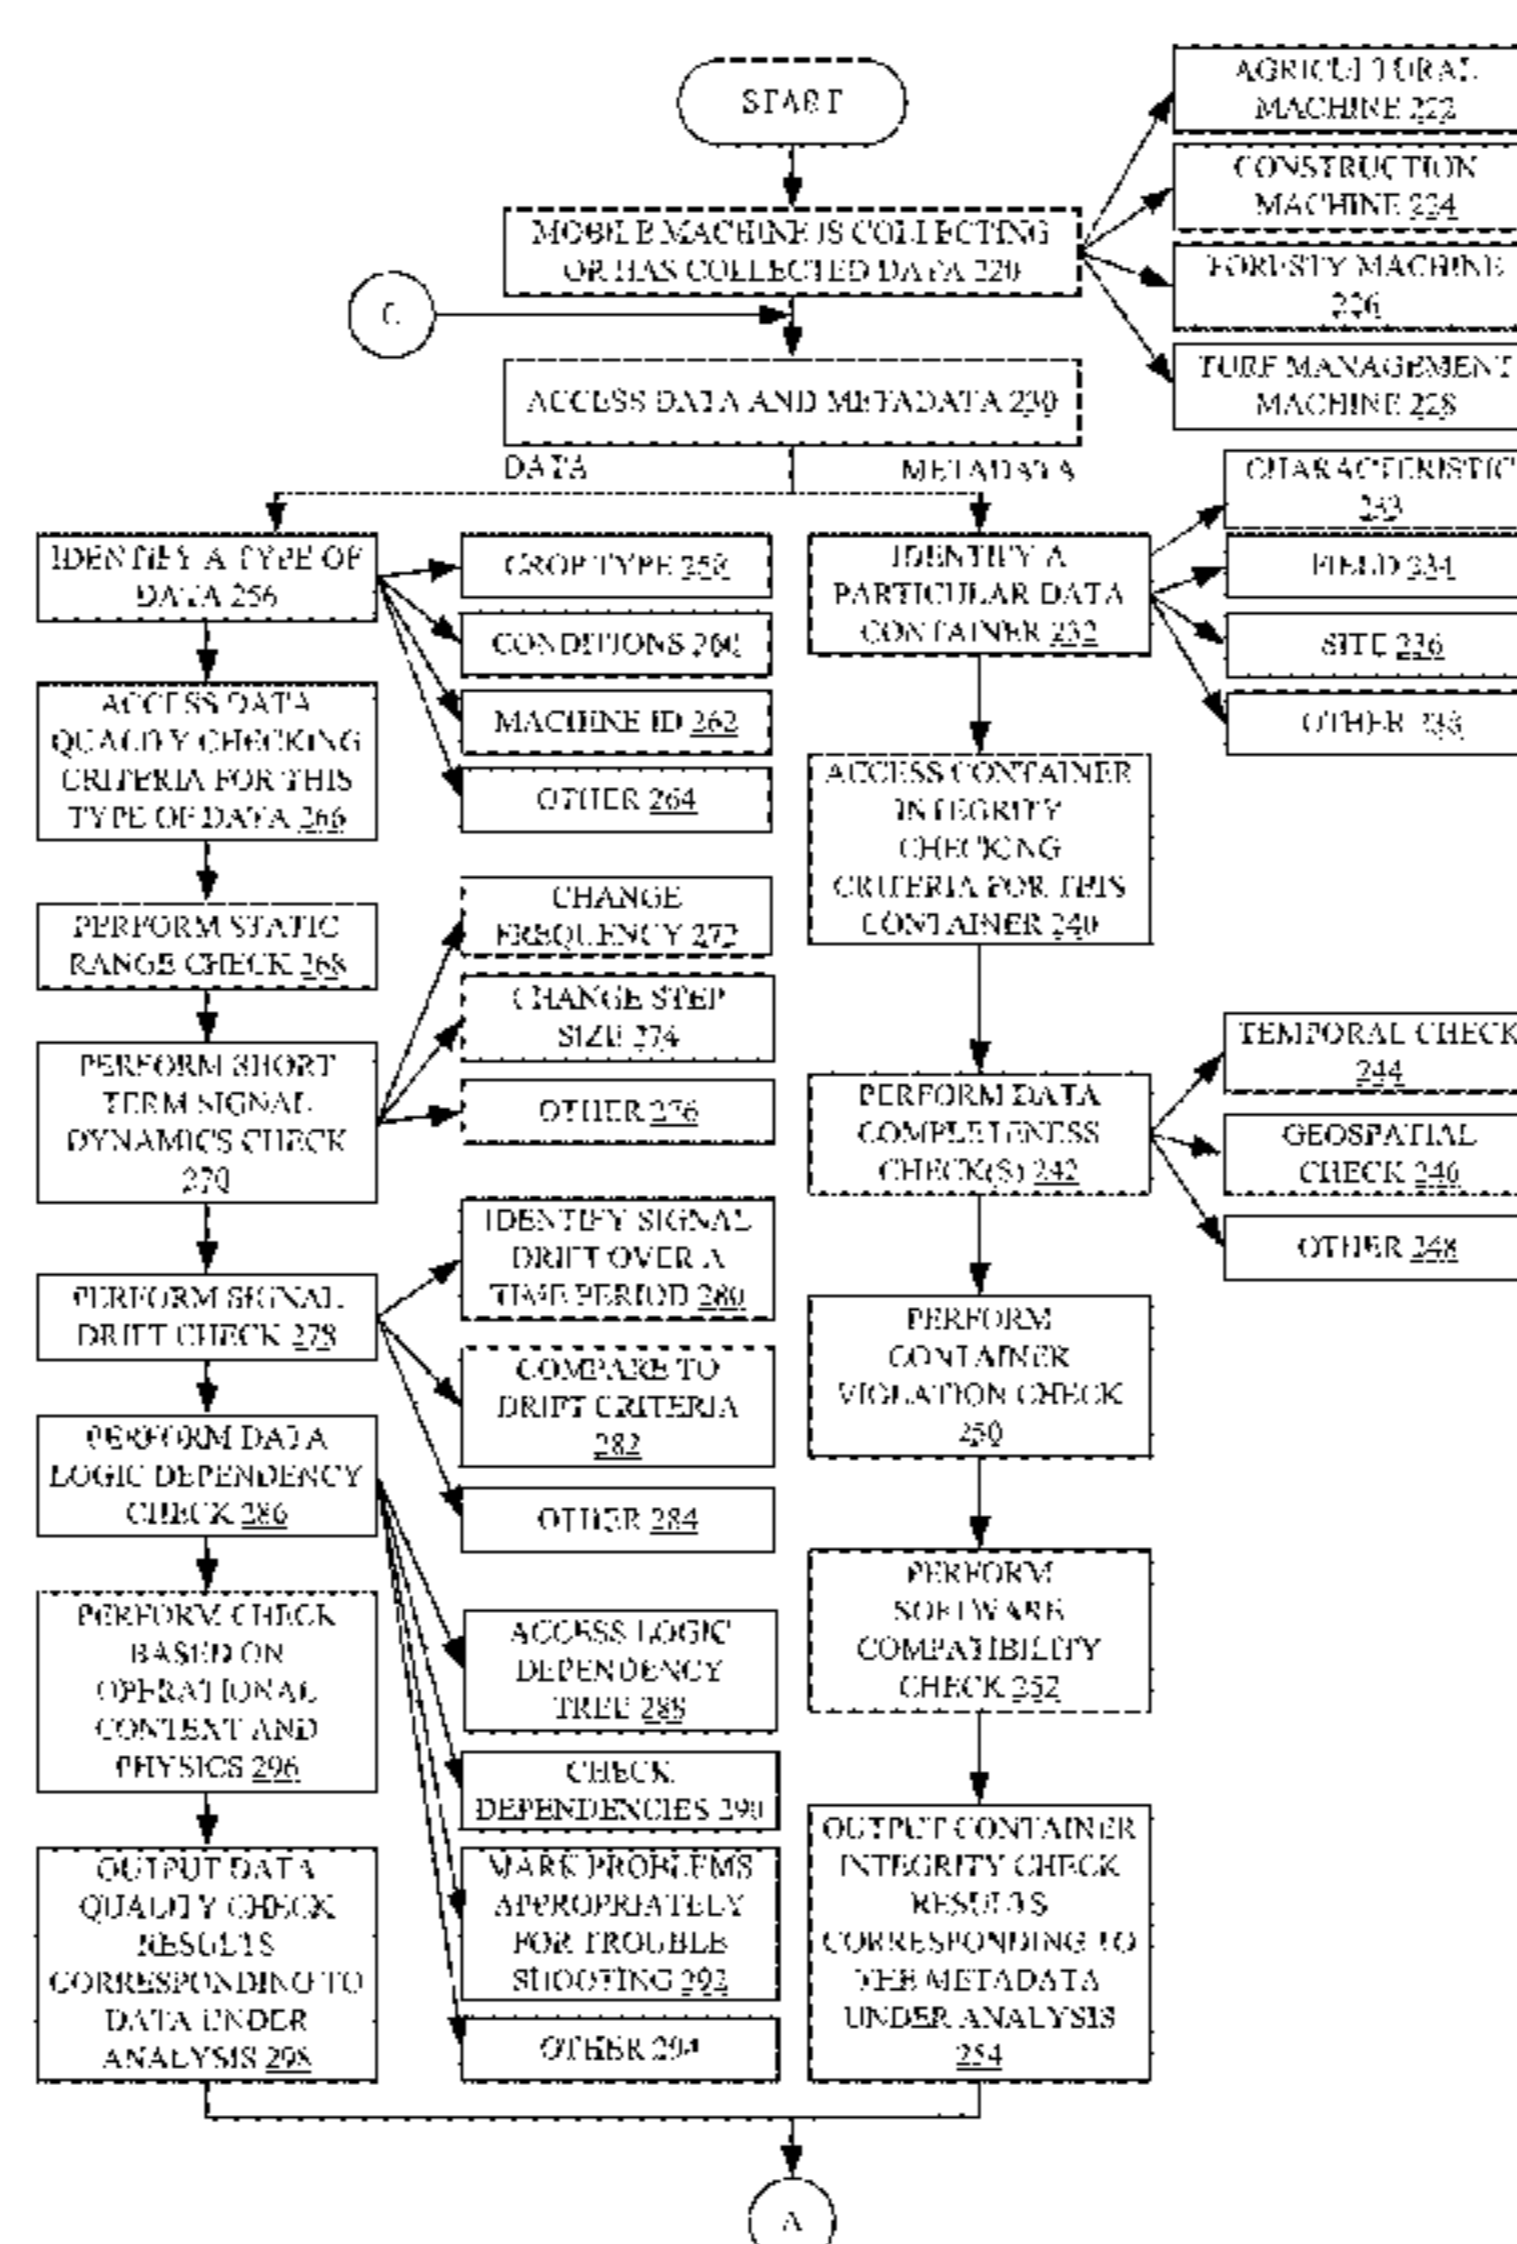 START
AGRICULTURAL
MACHINE 222
CONSTRUCTION
MACHINE 224
FORESTY MACHINE
226
TURF MANAGEMENT
MACHINE 228
MOBILE MACHINE IS COLLECTING
OR HAS COLLECTED DATA 220
C
ACCESS DATA AND METADATA 230
DATA
METADATA
IDENTIFY A TYPE OF
DATA 256
CROP TYPE 258
CONDITIONS 260
MACHINE ID 262
OTHER 264
IDENTIFY A
PARTICULAR DATA
CONTAINER 232
CHARACTERISTIC
233
FIELD 234
SITE 236
OTHER 238
ACCESS DATA
QUALITY CHECKING
CRITERIA FOR THIS
TYPE OF DATA 266
ACCESS CONTAINER
INTEGRITY
CHECKING
CRITERIA FOR THIS
CONTAINER 240
PERFORM STATIC
RANGE CHECK 268
CHANGE
FREQUENCY 272
CHANGE STEP
SIZE 274
OTHER 276
PERFORM SHORT
TERM SIGNAL
DYNAMICS CHECK
270
PERFORM DATA
COMPLETENESS
CHECK(S) 242
TEMPORAL CHECK
244
GEOSPATIAL
CHECK 246
OTHER 248
PERFORM SIGNAL
DRIFT CHECK 278
IDENTIFY SIGNAL
DRIFT OVER A
TIME PERIOD 280
COMPARE TO
DRIFT CRITERIA
282
OTHER 284
PERFORM
CONTAINER
VIOLATION CHECK
250
PERFORM DATA
LOGIC DEPENDENCY
CHECK 286
ACCESS LOGIC
DEPENDENCY
TREE 288
CHECK
DEPENDENCIES 290
MARK PROBLEMS
APPROPRIATELY
FOR TROUBLE
SHOOTING 292
OTHER 294
PERFORM
SOFTWARE
COMPATIBILITY
CHECK 252
PERFORM CHECK
BASED ON
OPERATIONAL
CONTEXT AND
PHYSICS 296
OUTPUT DATA
QUALITY CHECK
RESULTS
CORRESPONDING TO
DATA UNDER
ANALYSIS 298
OUTPUT CONTAINER
INTEGRITY CHECK
RESULTS
CORRESPONDING TO
THE METADATA
UNDER ANALYSIS
254
A